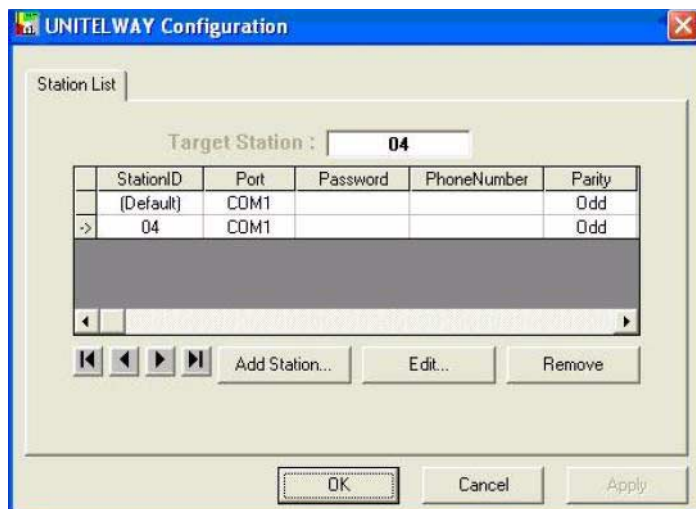 UNITELWAY Configuration
Station List
Target Station : 04
StationID Port Password PhoneNumber Parity
(Default) COM1 Odd
-> 04 COM1 Odd
Add Station... Edit... Remove
OK Cancel Apply